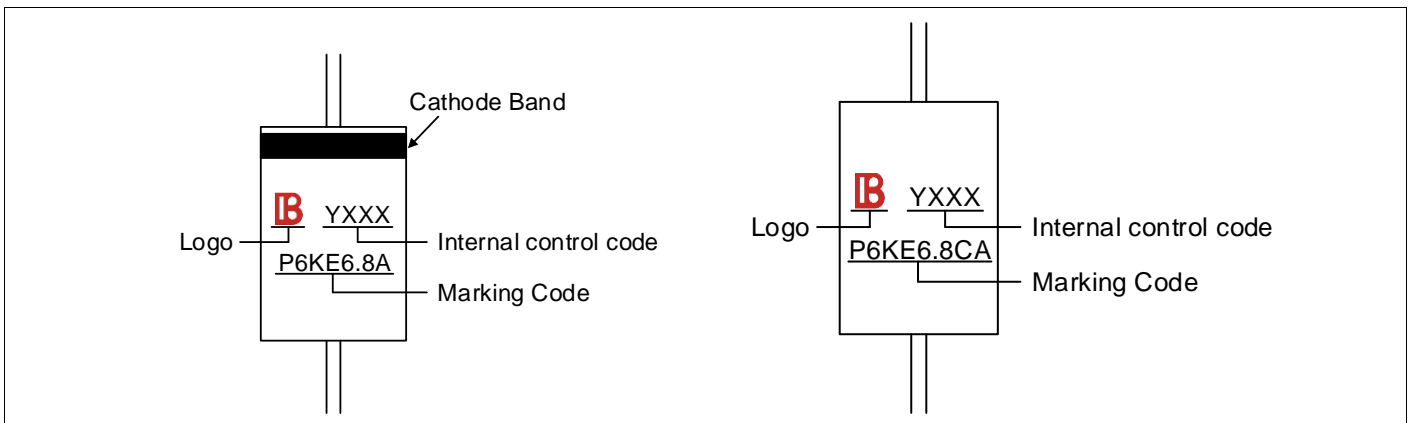 Cathode Band
B YXXX
Logo
Internal control code
P6KE6.8A
Marking Code
B YXXX
Logo
Internal control code
P6KE6.8CA
Marking Code